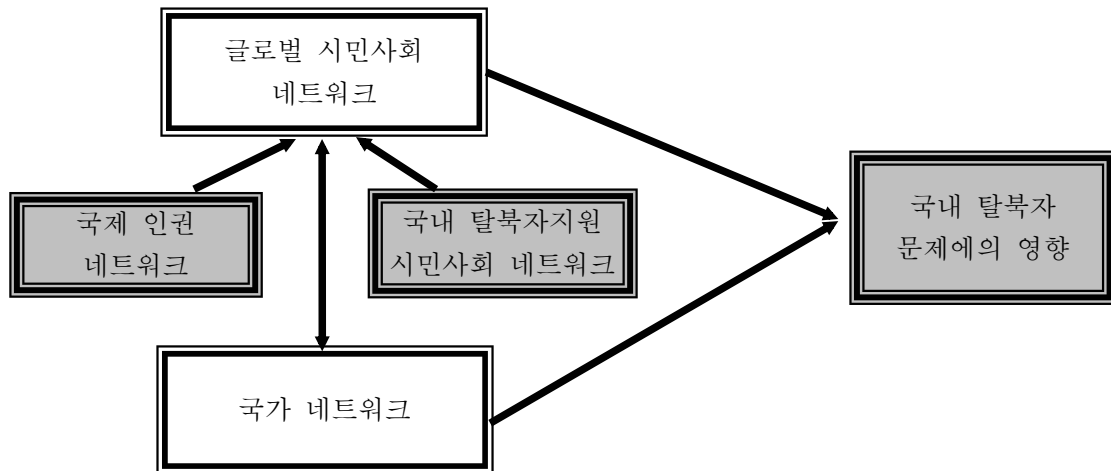 글로벌 시민사회
네트워크
국제 인권
네트워크
국내 탈북자지원
시민사회 네트워크
국내 탈북자
문제에의 영향
국가 네트워크